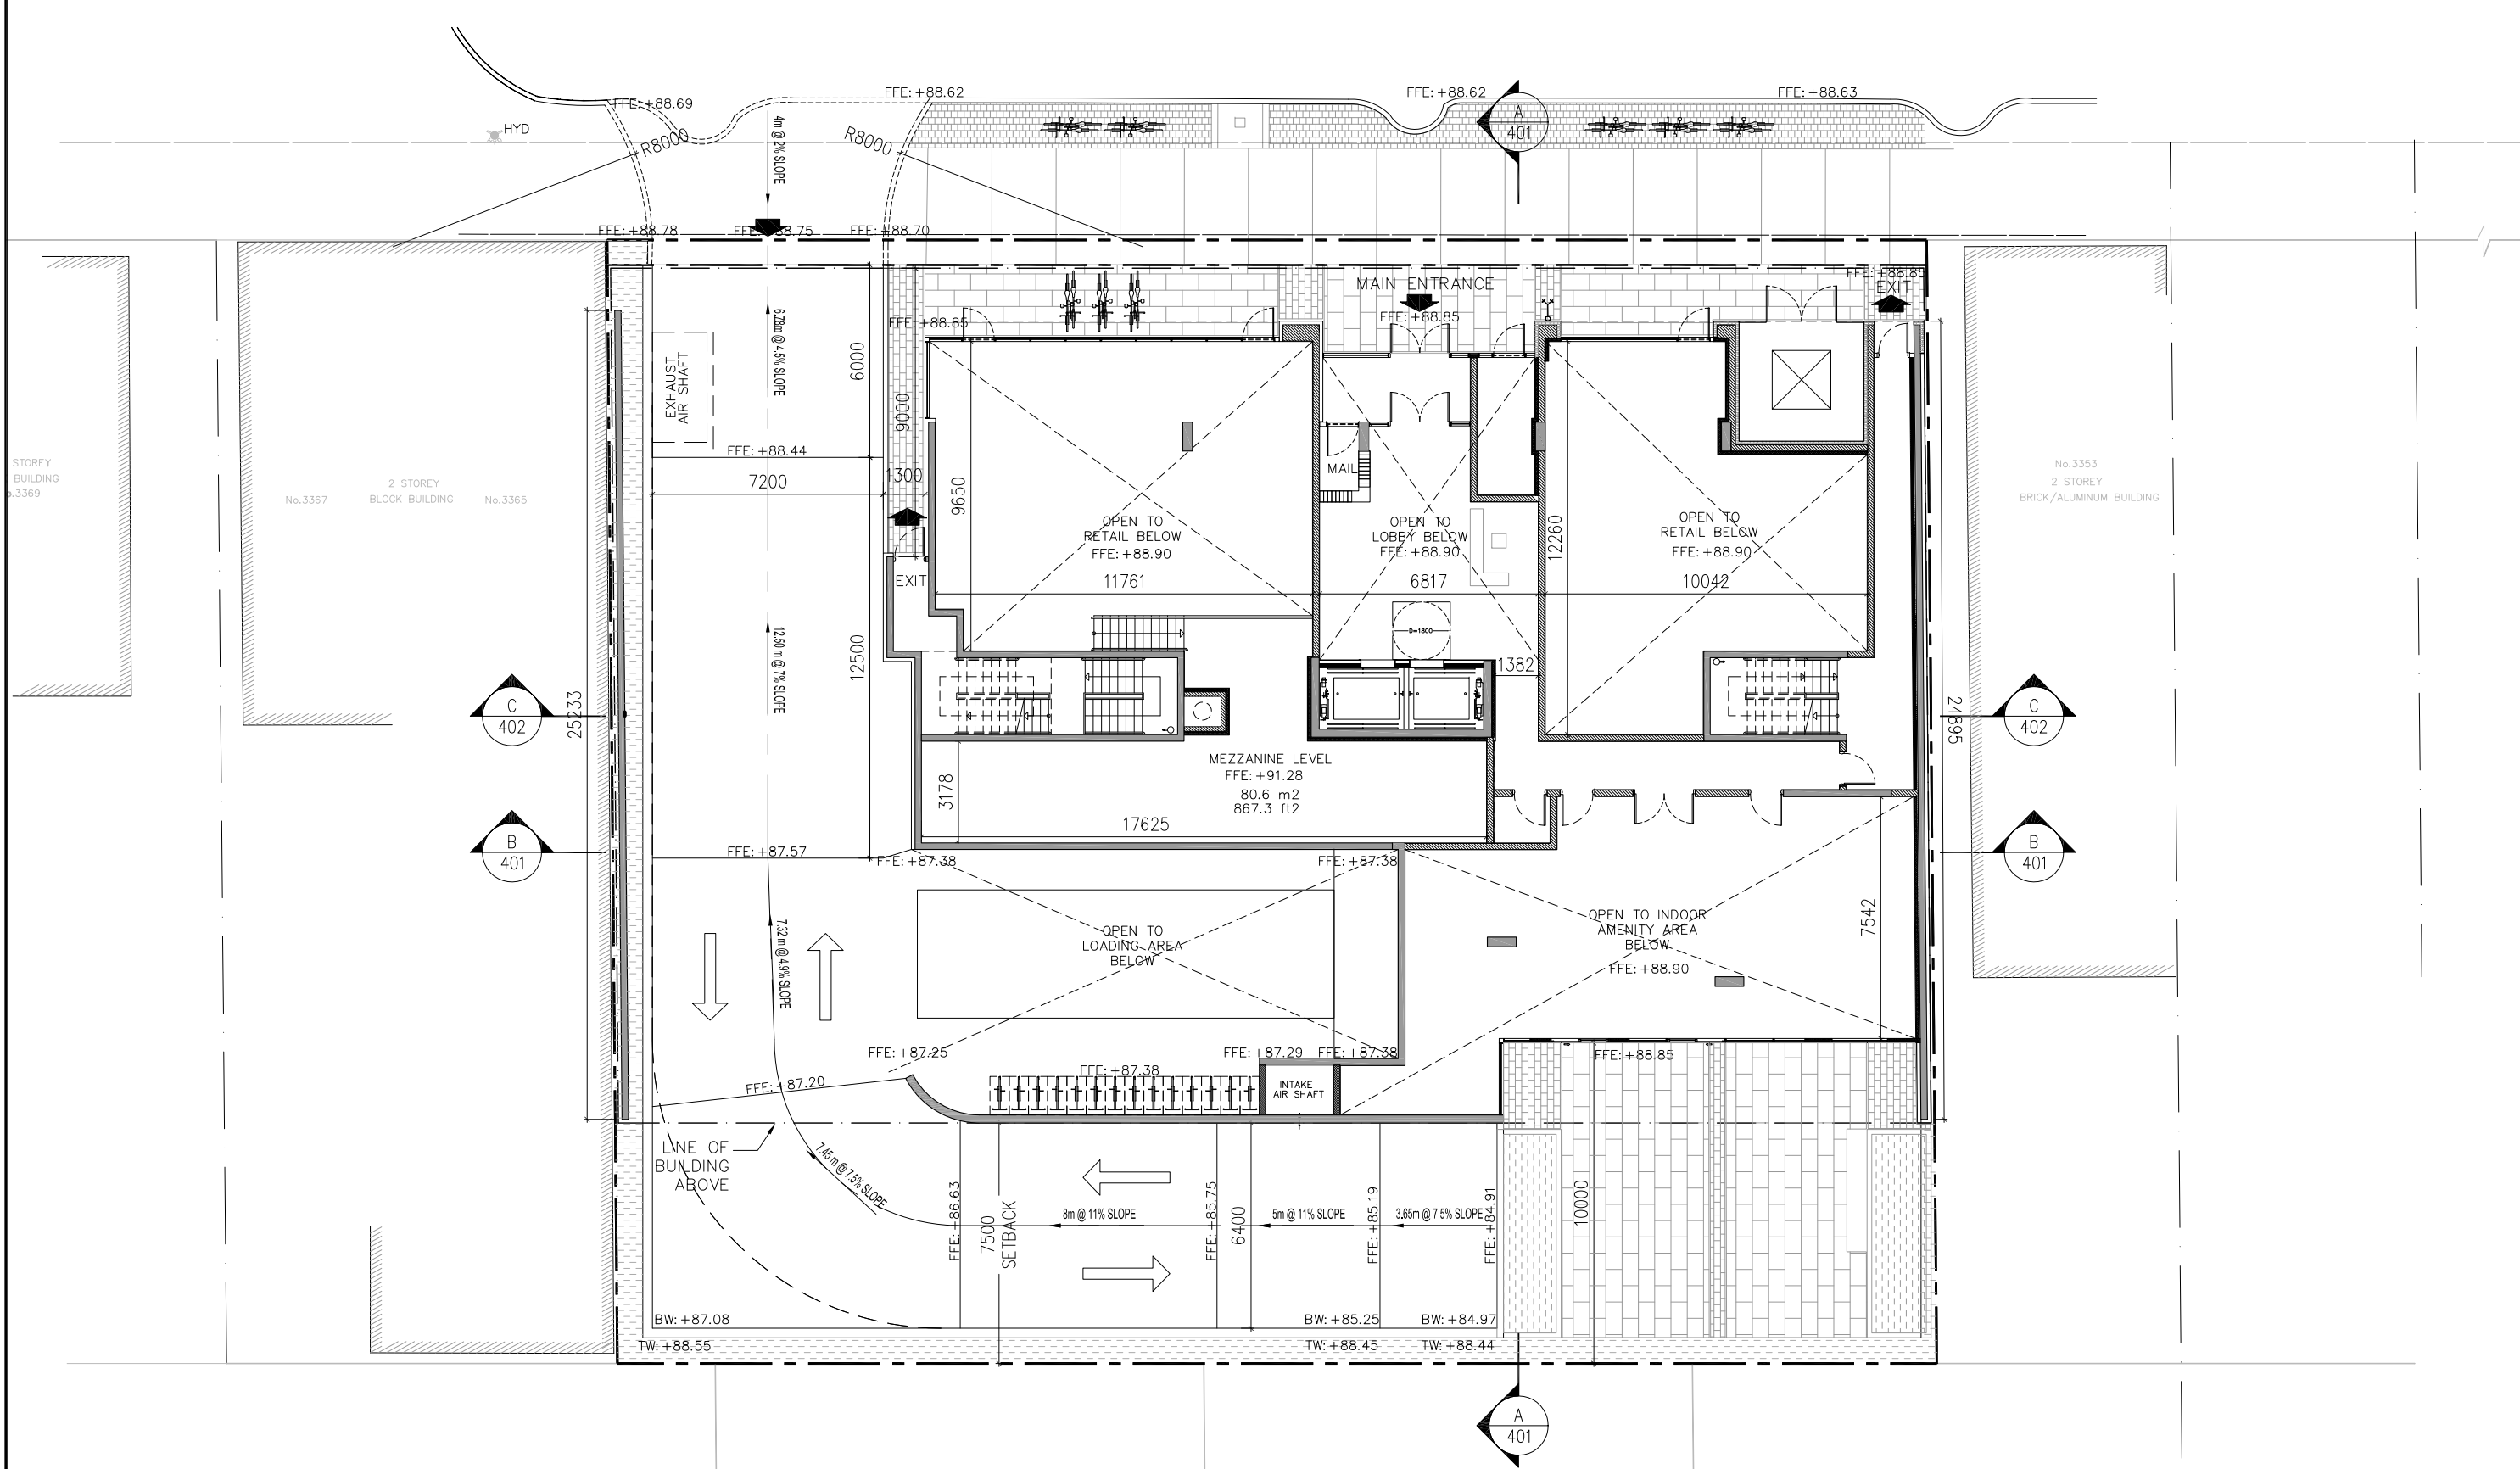 FFE: +88.69
FFE: +88.62
FFE: +88.62
FFE: +88.63
HYD
R8000
4m @ 2% SLOPE
R8000
A
401
FFE: +88.78
FFE: +88.75
FFE: +88.70
MAIN ENTRANCE
FFE: +88.85
FFE: +88.85
FFE: +88.85
EXIT
EXHAUST
AIR SHAFT
6.78m @ 4.5% SLOPE
6000
9000
FFE: +88.44
7200
1300
9650
MAIL
12260
STOREY
BUILDING
3369
No.3367
2 STOREY
BLOCK BUILDING
No.3365
No.3353
2 STOREY
BRICK/ALUMINUM BUILDING
OPEN TO
RETAIL BELOW
FFE: +88.90
11761
OPEN TO
LOBBY BELOW
FFE: +88.90
6817
OPEN TO
RETAIL BELOW
FFE: +88.90
10042
EXIT
D=1800
12.50m @ 7% SLOPE
12500
1382
C
402
25233
C
402
24895
MEZZANINE LEVEL
FFE: +91.28
80.6 m2
867.3 ft2
3178
17625
B
401
B
401
FFE: +87.57
FFE: +87.38
FFE: +87.38
7.32m @ 4.9% SLOPE
OPEN TO
LOADING AREA
BELOW
OPEN TO INDOOR
AMENITY AREA
BELOW
FFE: +88.90
7542
FFE: +87.25
FFE: +87.29
FFE: +87.38
FFE: +88.85
FFE: +87.20
FFE: +87.38
INTAKE
AIR SHAFT
LINE OF
BUILDING
ABOVE
7.45m @ 7.5% SLOPE
FFE: +86.63
7500
SETBACK
8m @ 11% SLOPE
FFE: +85.75
6400
5m @ 11% SLOPE
FFE: +85.19
3.65m @ 7.5% SLOPE
FFE: +84.91
10000
BW: +87.08
BW: +85.25
BW: +84.97
TW: +88.55
TW: +88.45
TW: +88.44
A
401